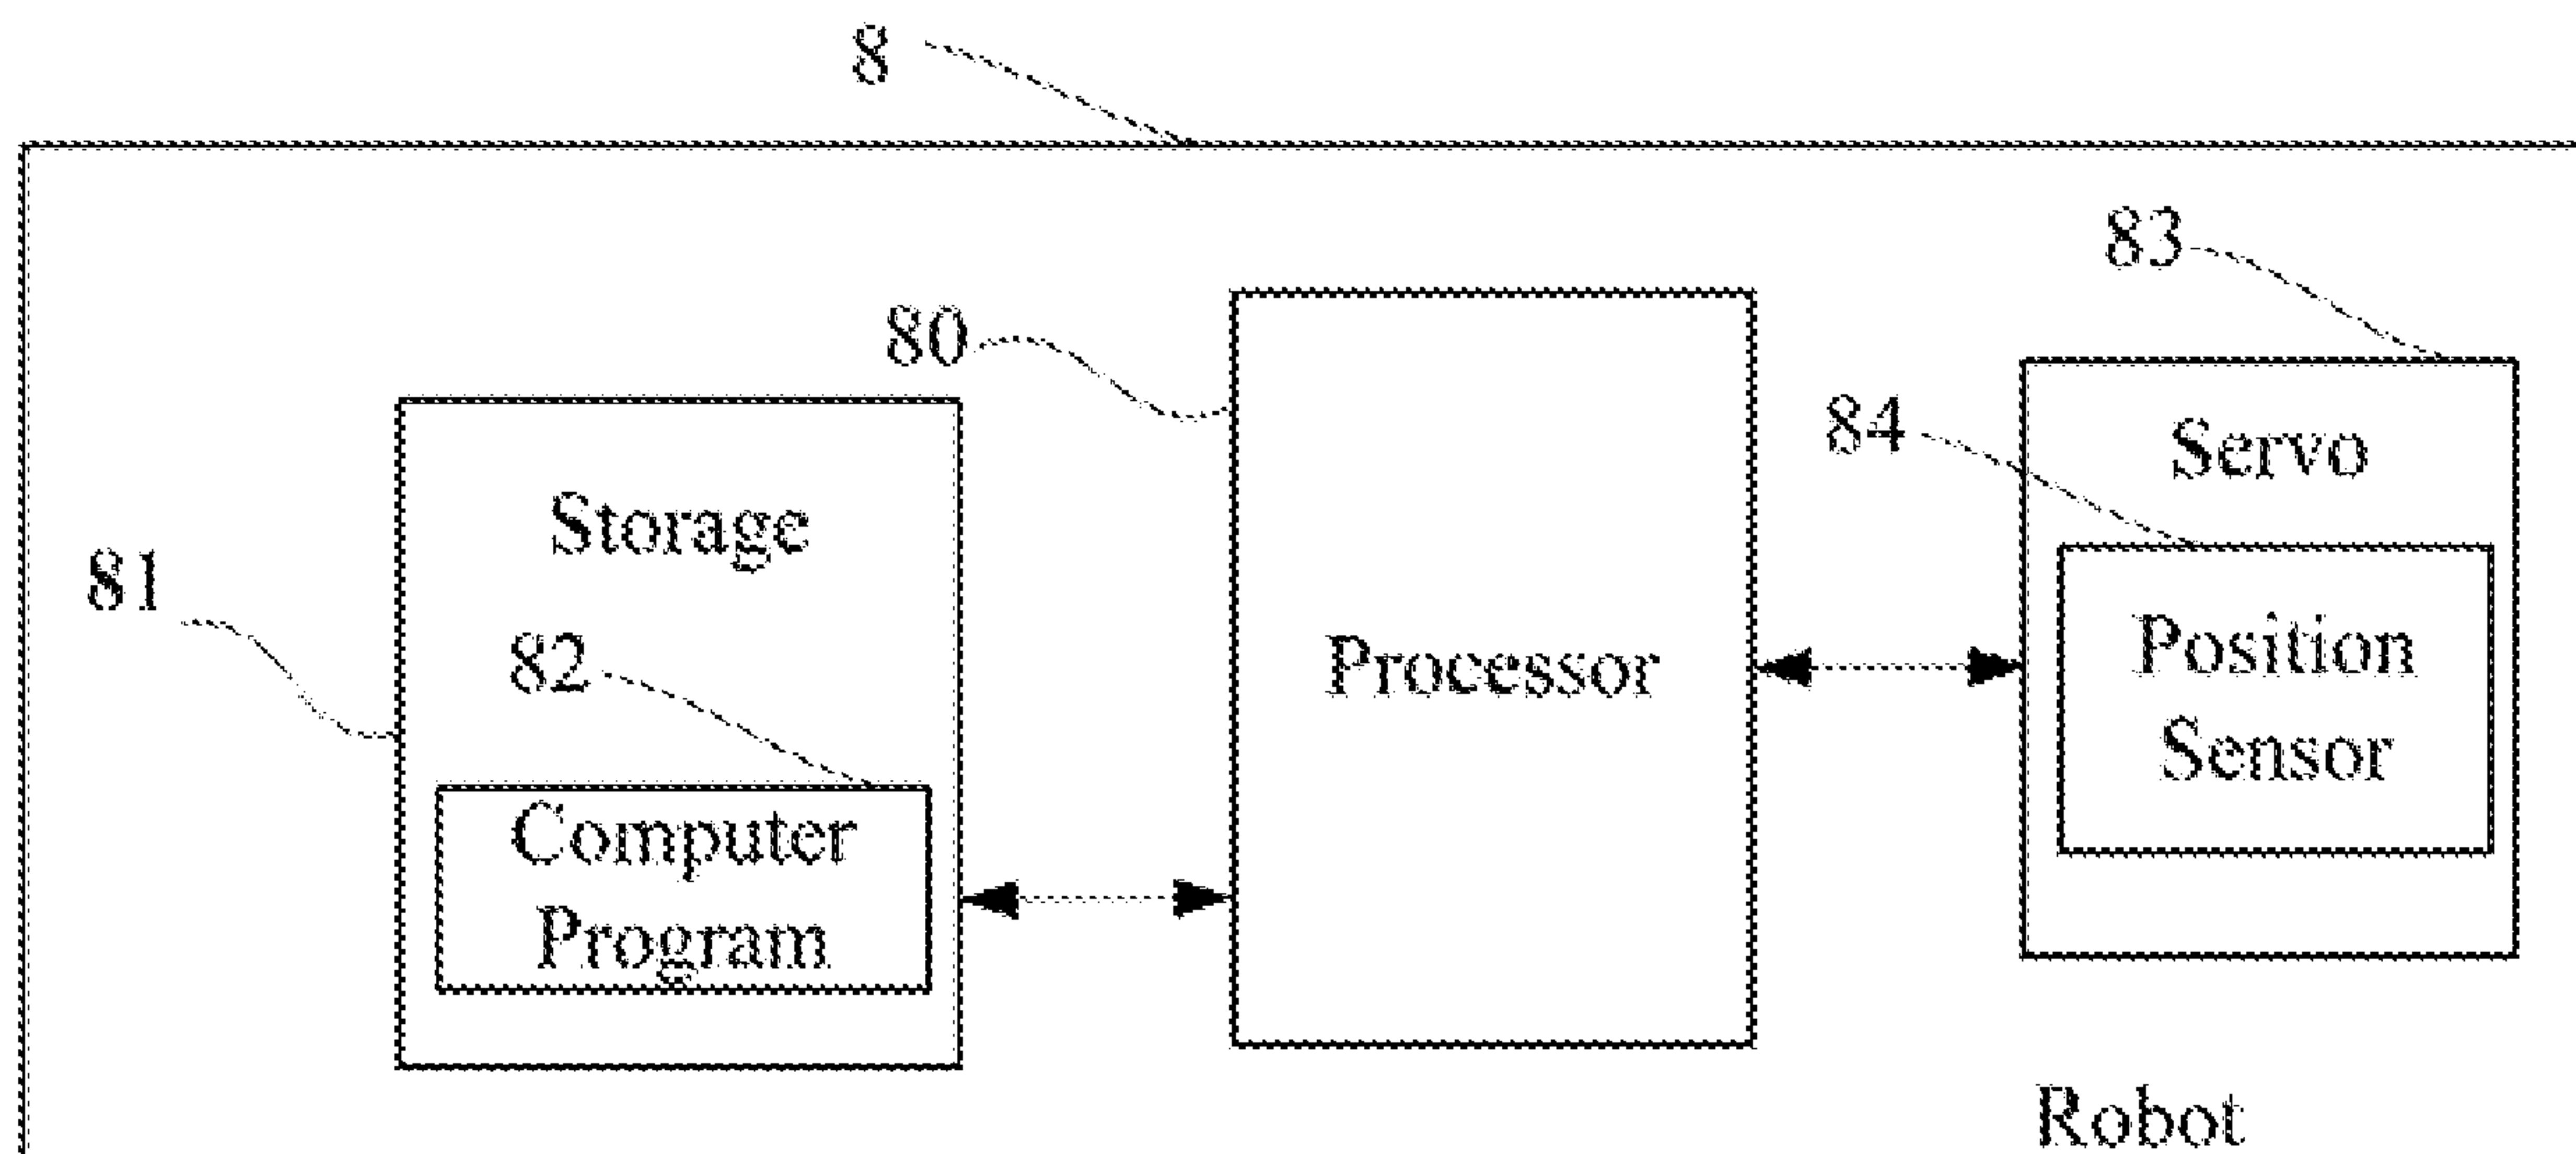 8
83
80
84
Servo
Storage
81
82
Position
Processor
Sensor
Computer
Program
Robot